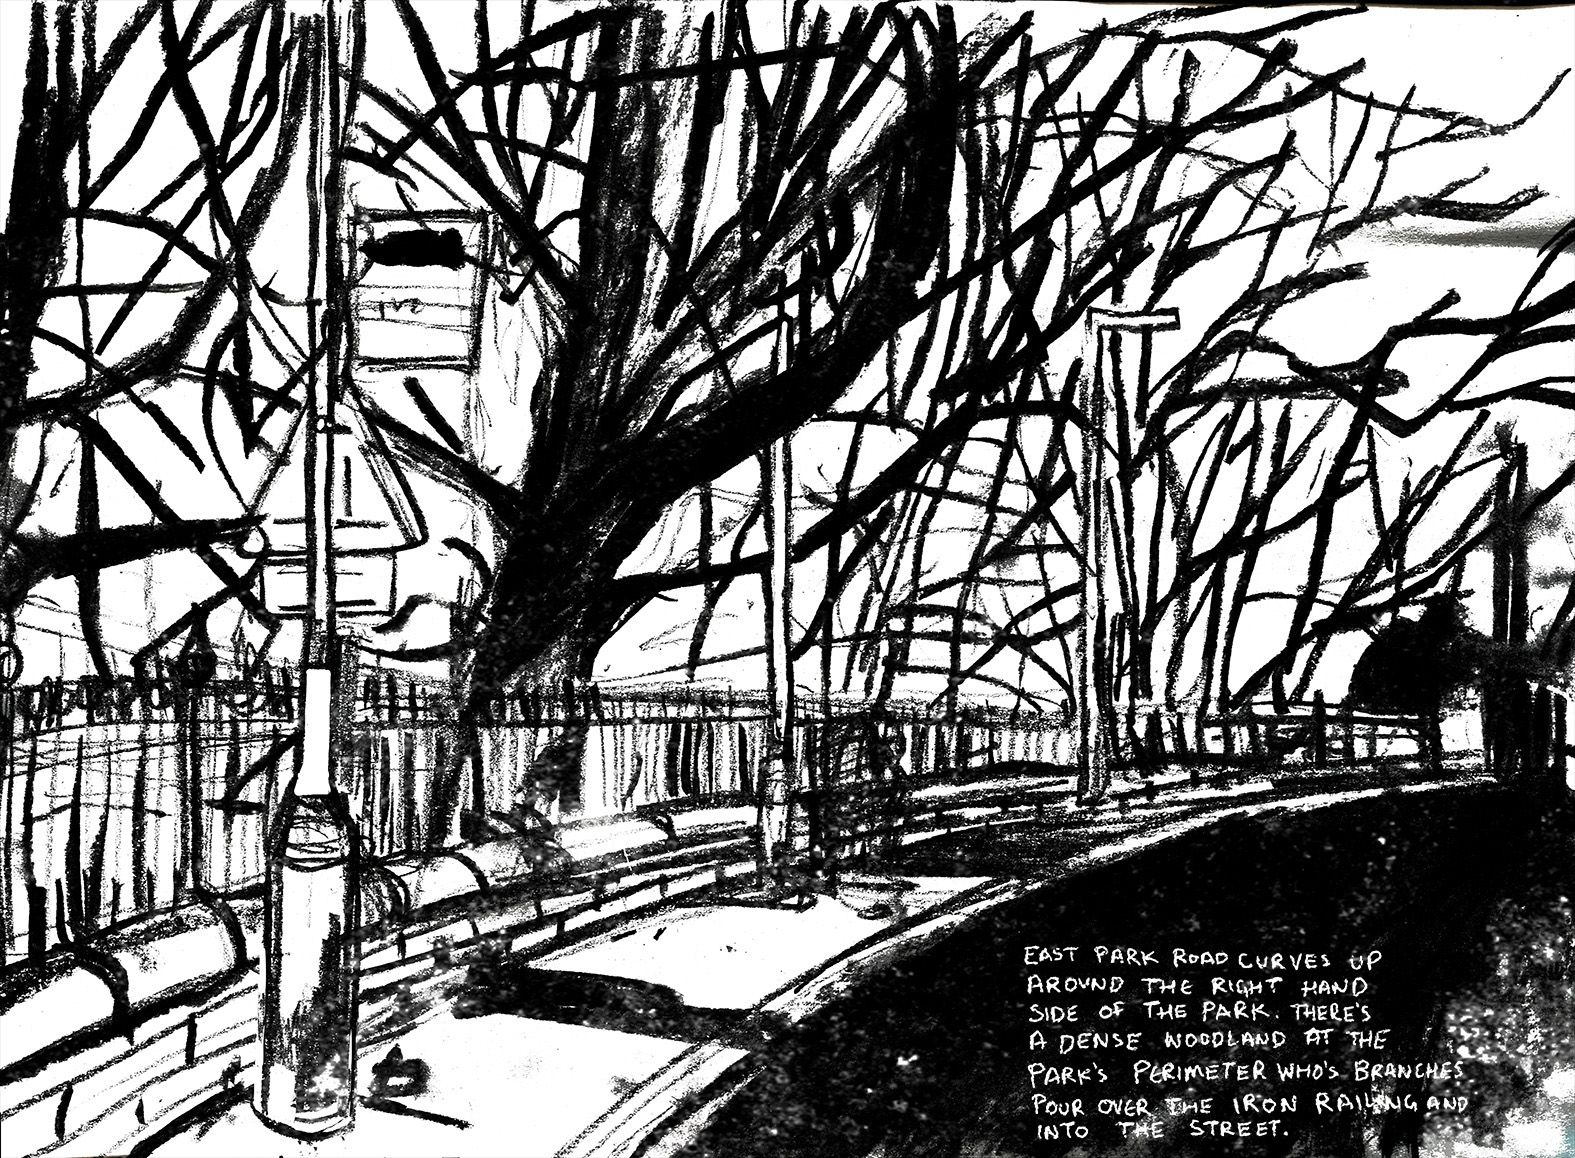 EAST PARK ROAD CURVES UP
AROUND THE RIGHT HAND
SIDE OF THE PARK. THERE'S
A DENSE WOODLAND AT THE
PARK'S PERIMETER WHO'S BRANCHES
POUR OVER THE IRON RAILING AND
INTO THE STREET.